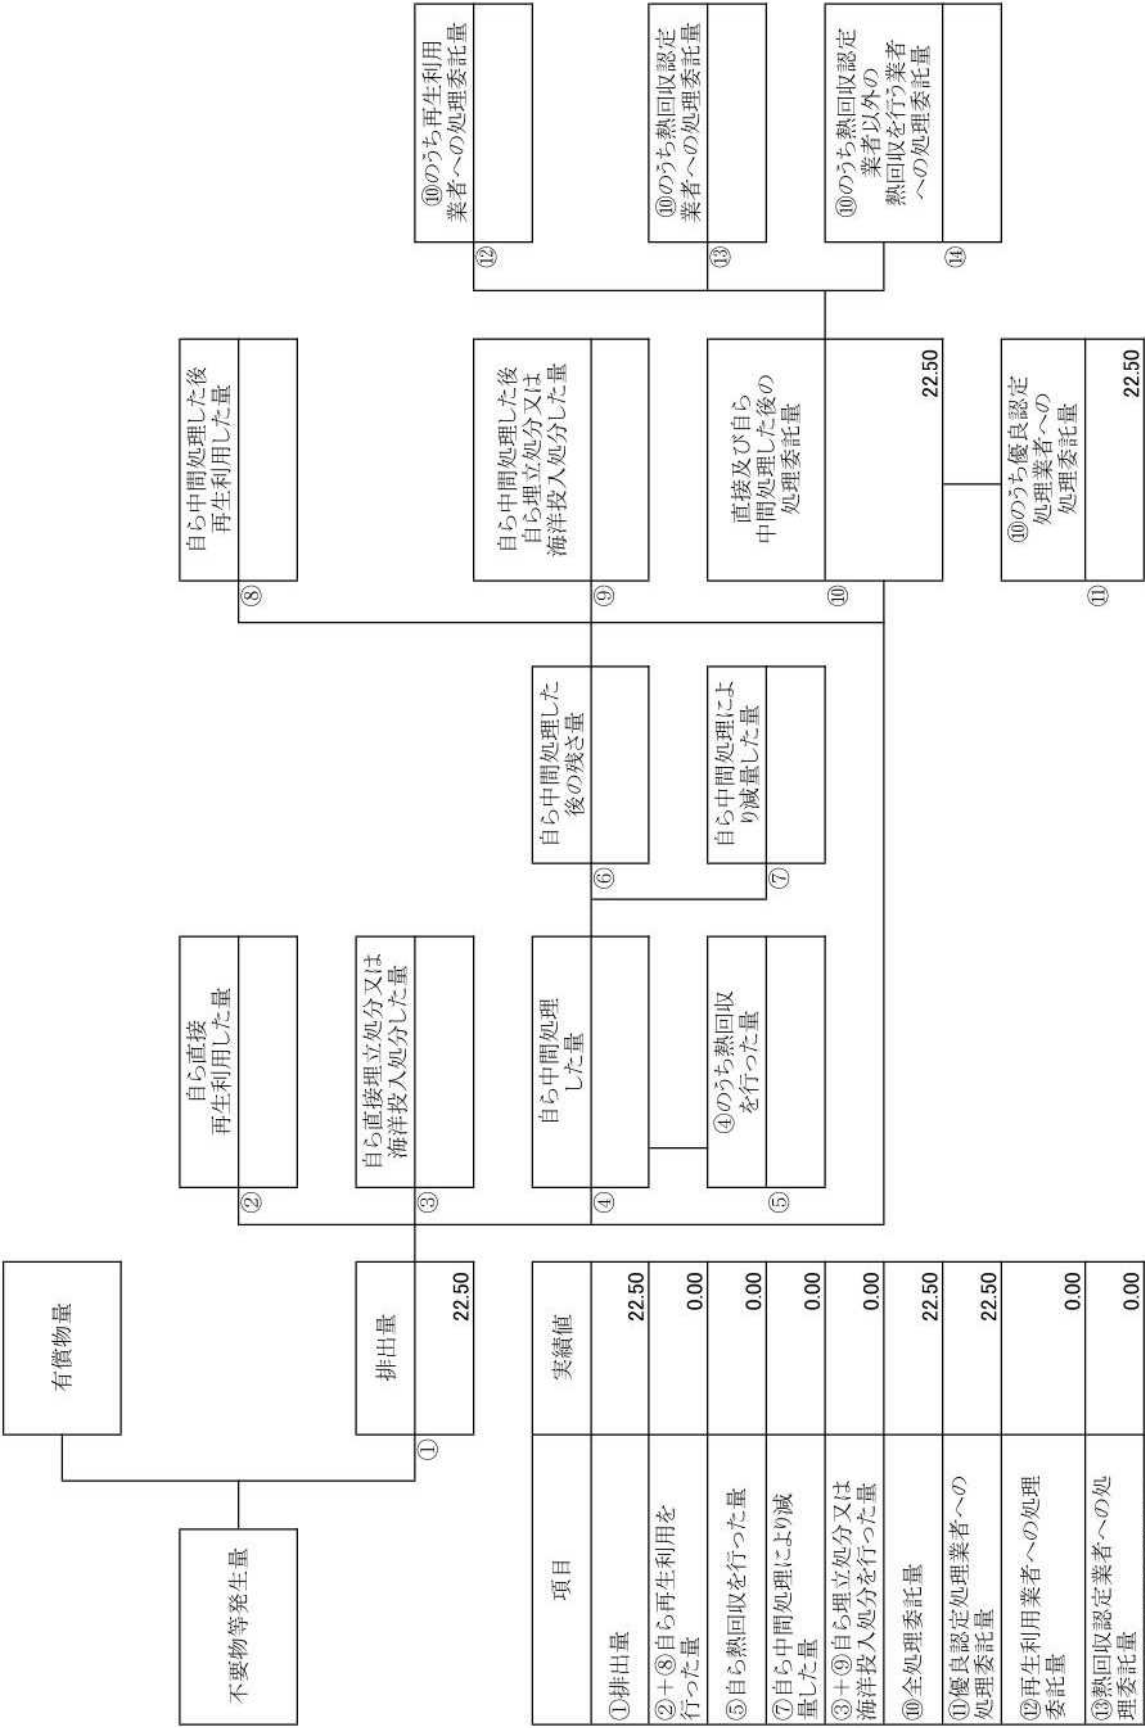 不要物等発生量
有償物量
排出量
①
22.50
自ら直接
再生利用した量
②
自ら直接埋立処分又は
海洋投入処分した量
③
自ら中間処理
した量
④
④のうち熱回収
を行った量
⑤
自ら中間処理した
後の残さ量
⑥
自ら中間処理によ
り減量した量
⑦
自ら中間処理した後
再生利用した量
⑧
自ら中間処理した後
自ら埋立処分又は
海洋投入処分した量
⑨
直接及び自ら
中間処理した後の
処理委託量
⑩
22.50
⑩のうち優良認定
処理業者への
処理委託量
⑪
22.50
⑩のうち再生利用
業者への処理委託量
⑫
⑩のうち熱回収認定
業者への処理委託量
⑬
⑩のうち熱回収認定
業者以外の
熱回収を行う業者
への処理委託量
⑭
項目 実績値
①排出量 22.50
②+⑧自ら再生利用を
行った量 0.00
⑤自ら熱回収を行った量 0.00
⑦自ら中間処理により減
量した量 0.00
③+⑨自ら埋立処分又は
海洋投入処分を行った量 0.00
⑩全処理委託量 22.50
⑪優良認定処理業者への
処理委託量 22.50
⑫再生利用業者への処理
委託量 0.00
⑬熱回収認定業者への処
理委託量 0.00